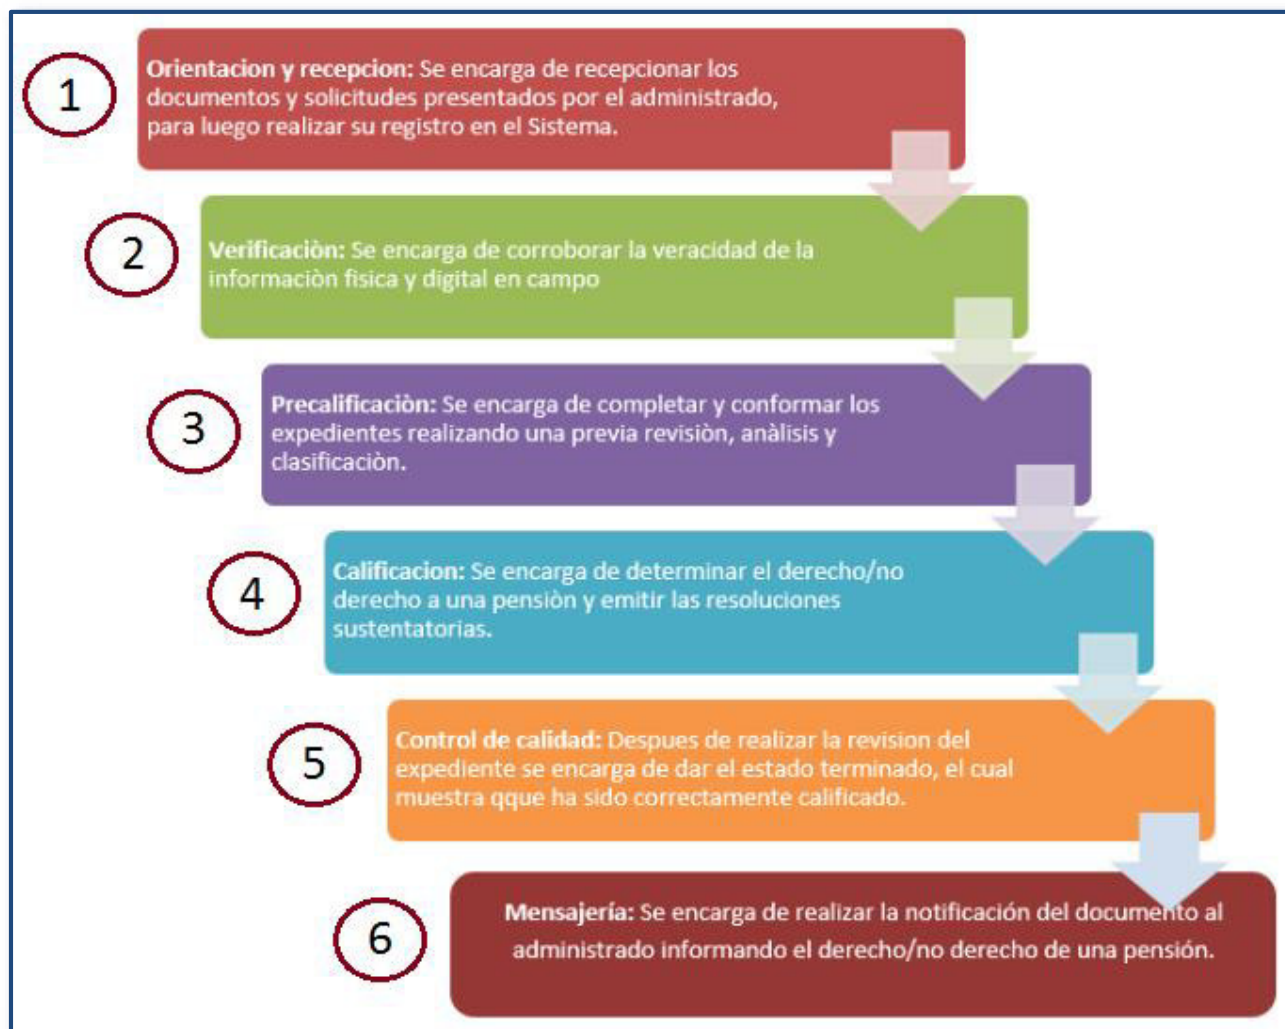 1
Orientacion y recepcion: Se encarga de recepcionar los
documentos y solicitudes presentados por el administrado,
para luego realizar su registro en el Sistema.
2
Verificaciòn: Se encarga de corroborar la veracidad de la
informaciòn fisica y digital en campo
3
Precalificaciòn: Se encarga de completar y conformar los
expedientes realizando una previa revisiòn, anàlisis y
clasificaciòn.
4
Calificacion: Se encarga de determinar el derecho/no
derecho a una pensiòn y emitir las resoluciones
sustentatorias.
5
Control de calidad: Despues de realizar la revision del
expediente se encarga de dar el estado terminado, el cual
muestra qque ha sido correctamente calificado.
6
Mensajería: Se encarga de realizar la notificación del documento al
administrado informando el derecho/no derecho de una pensión.